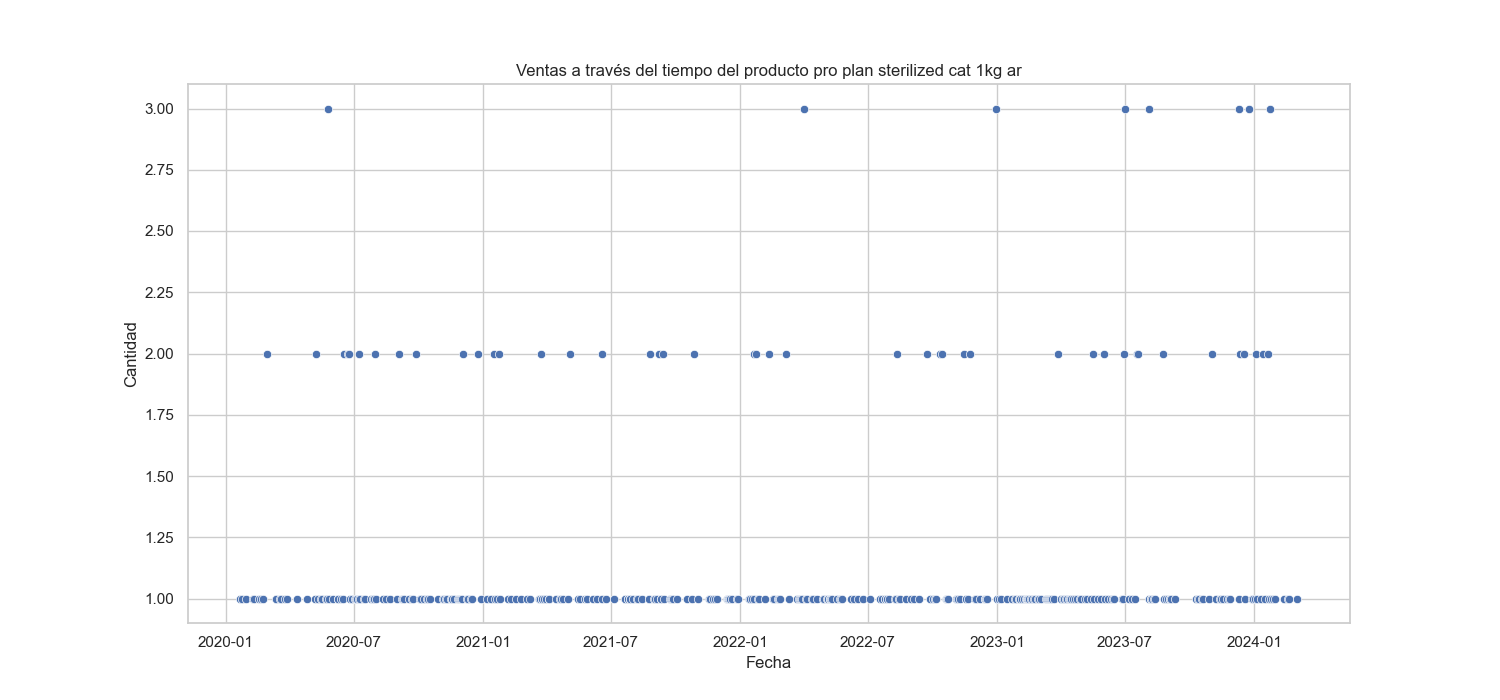 Ventas a través del tiempo del producto pro plan sterilized cat 1kg ar
3.00
2.75
2.50
2.25
2.00
1.75
1.50
1.25
1.00
Cantidad
2020-01 2020-07 2021-01 2021-07 2022-01 2022-07 2023-01 2023-07 2024-01
Fecha